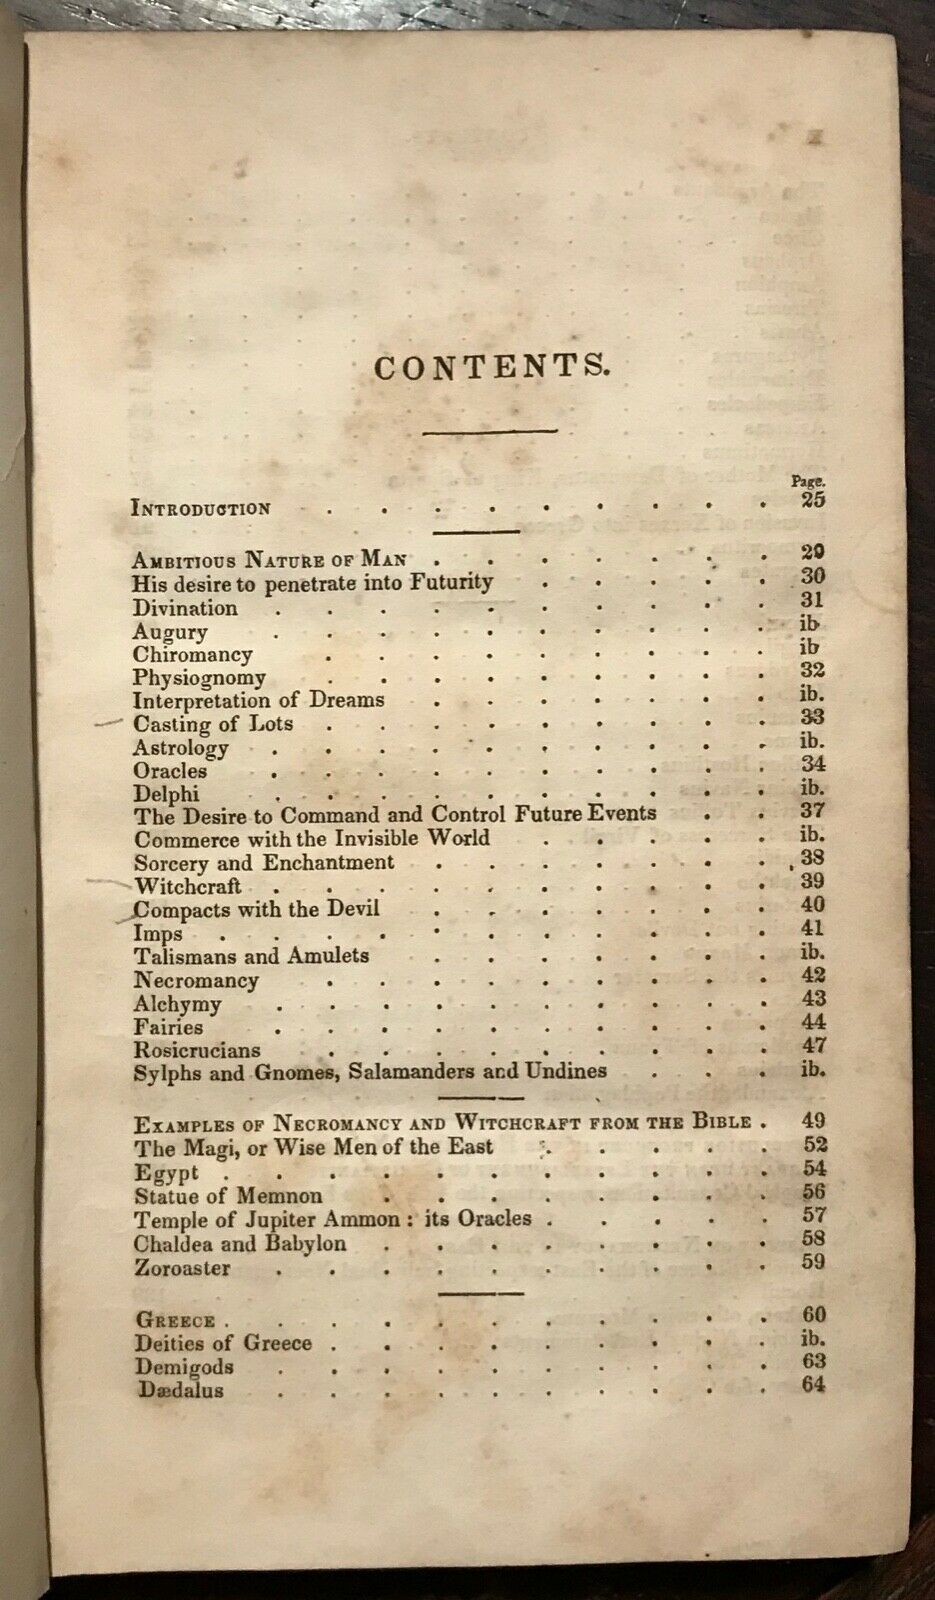 CONTENTS.
Page.
INTRODUCTION . . . . . . . . . 25
AMBITIOUS NATURE OF MAN . . . . . . . 29
His desire to penetrate into Futurity . . . . . 30
Divination . . . . . . . . . . 31
Augury . . . . . . . . . . ib
Chiromancy . . . . . . . . . ib
Physiognomy . . . . . . . . . 32
Interpretation of Dreams . . . . . . . ib.
Casting of Lots . . . . . . . . . 33
Astrology . . . . . . . . . . ib.
Oracles . . . . . . . . . . 34
Delphi . . . . . . . . . . ib.
The Desire to Command and Control Future Events . . 37
Commerce with the Invisible World . . . . . ib.
Sorcery and Enchantment . . . . . . . 38
Witchcraft . . . . . . . . . . 39
Compacts with the Devil . . . . . . . 40
Imps . . . . . . . . . . . 41
Talismans and Amulets . . . . . . . ib.
Necromancy . . . . . . . . . 42
Alchymy . . . . . . . . . . 43
Fairies . . . . . . . . . . 44
Rosicrucians . . . . . . . . . 47
Sylphs and Gnomes, Salamanders and Undines . . . ib.
EXAMPLES OF NECROMANCY AND WITCHCRAFT FROM THE BIBLE . 49
The Magi, or Wise Men of the East . . . . . 52
Egypt . . . . . . . . . . . 54
Statue of Memnon . . . . . . . . 56
Temple of Jupiter Ammon : its Oracles . . . . . 57
Chaldea and Babylon . . . . . . . . 58
Zoroaster . . . . . . . . . . 59
GREECE . . . . . . . . . . . 60
Deities of Greece . . . . . . . . . ib.
Demigods . . . . . . . . . . 63
Dædalus . . . . . . . . . . 64